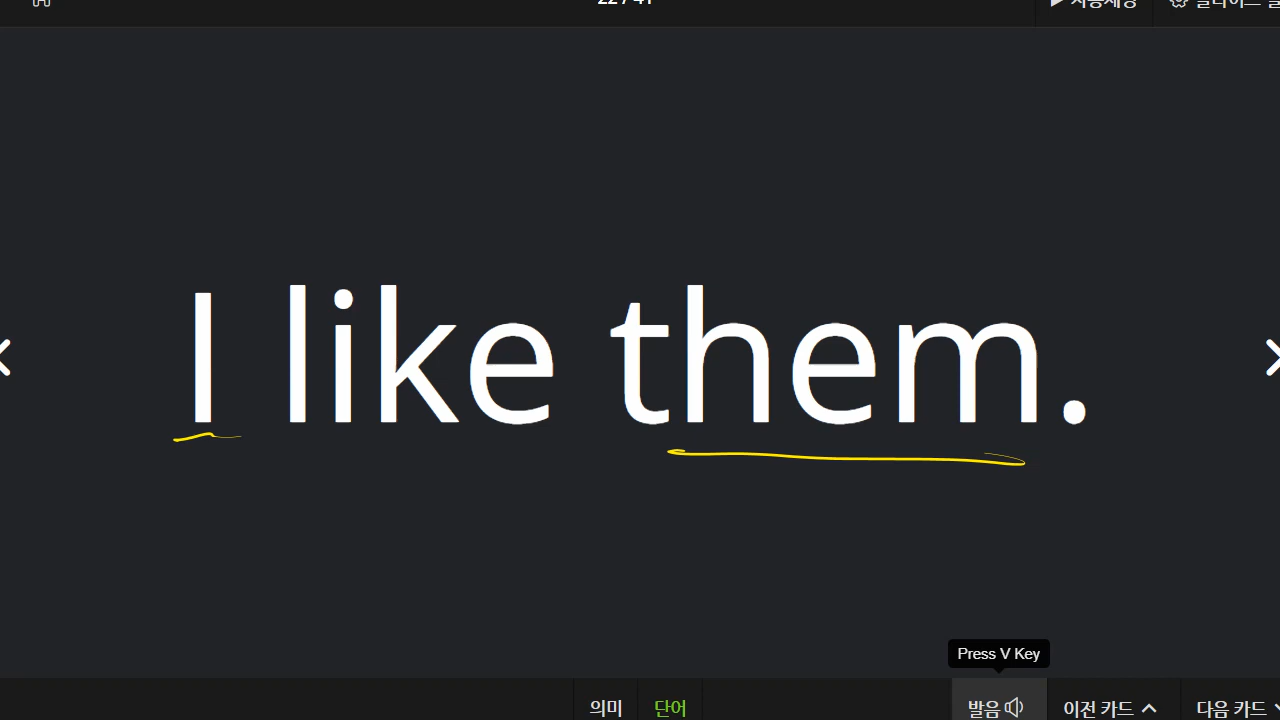 I like them.
Press V Key
의미 단어 발음 이전 카드 다음 카드